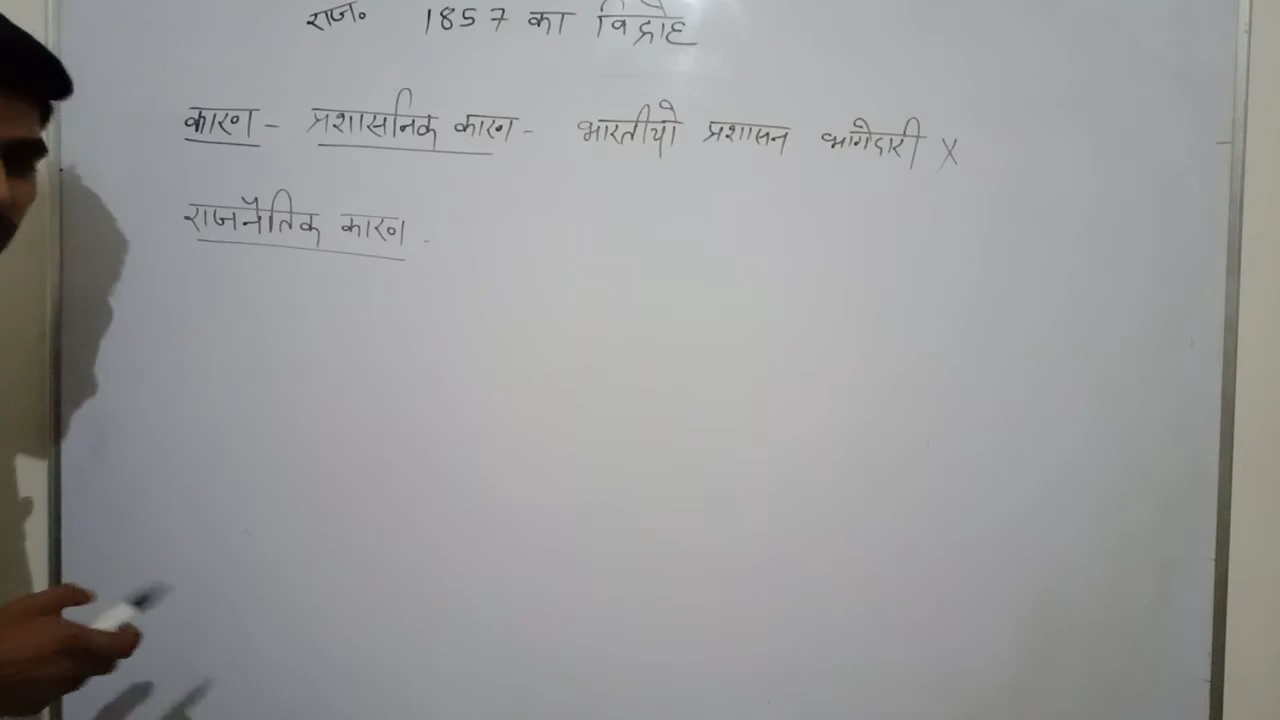 राज० 1857 का विद्रोह
कारण - प्रशासनिक कारण - भारतीयो प्रशासन भागेदारी X
राजनैतिक कारण -